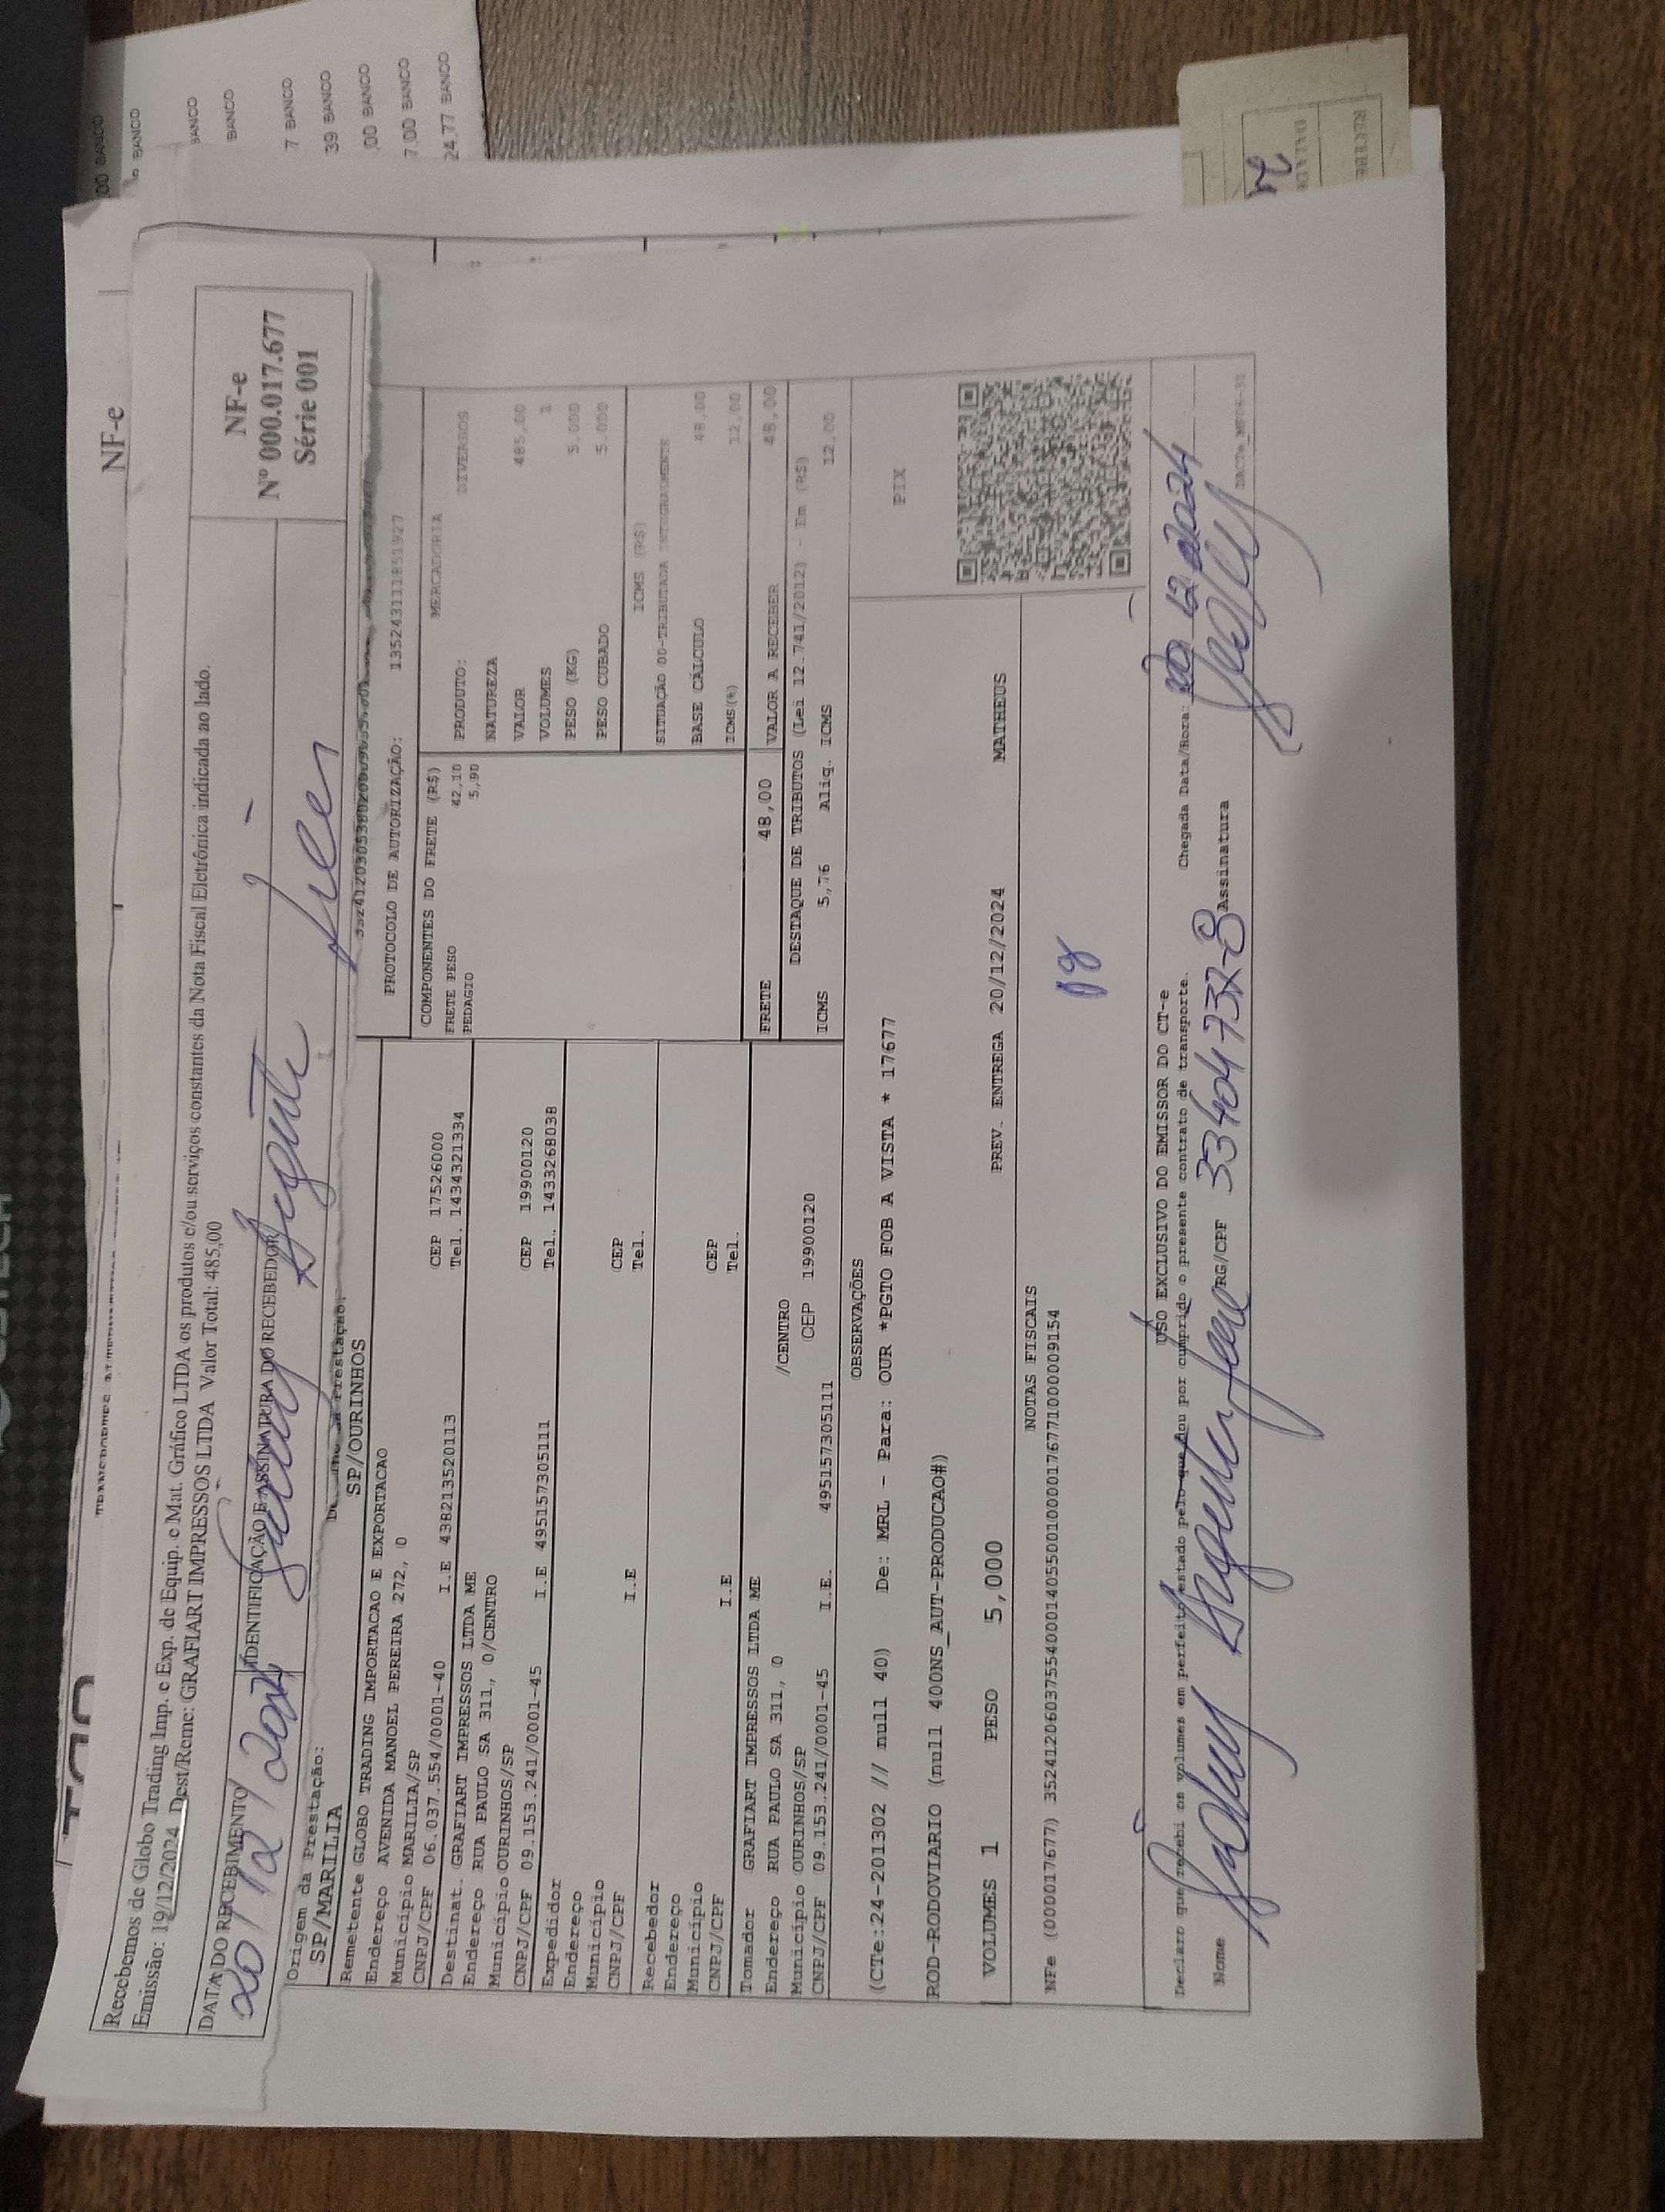 NF-e
Recebemos de Globo Trading Imp. e Exp. de Equip. e Mat. Gráfico LTDA os produtos e/ou serviços constantes da Nota Fiscal Eletrônica indicada ao lado.
Emissão: 19/12/2024 Dest/Reme: GRAFIART IMPRESSOS LTDA Valor Total: 485,00
NF-e
Nº 000.017.677
Série 001
DATA DO RECEBIMENTO
IDENTIFICAÇÃO E ASSINATURA DO RECEBEDOR
20/12/2024
Origem da Prestação:
SP/MARILIA
SP/OURINHOS
PROTOCOLO DE AUTORIZAÇÃO:
Remetente GLOBO TRADING IMPORTACAO E EXPORTACAO
Endereço AVENIDA MANOEL PEREIRA 272, 0
Município MARILIA/SP CEP 17526000
CNPJ/CPF 06.037.554/0001-40 I.E 438213520113 Tel. 1434321334
Destinat. GRAFIART IMPRESSOS LTDA ME
Endereço RUA PAULO SA 311, 0/CENTRO
Município OURINHOS/SP CEP 19900120
CNPJ/CPF 09.153.241/0001-45 I.E 495157305111 Tel. 1433268038
Expedidor
Endereço
Município CEP
CNPJ/CPF I.E Tel.
Recebedor
Endereço
Município CEP
CNPJ/CPF I.E Tel.
Tomador GRAFIART IMPRESSOS LTDA ME
Endereço RUA PAULO SA 311, 0 /CENTRO
Município OURINHOS/SP CEP 19900120
CNPJ/CPF 09.153.241/0001-45 I.E. 495157305111
COMPONENTES DO FRETE (R$)
FRETE PESO 42,10
PEDAGIO 5,90
MERCADORIA
PRODUTO: DIVERSOS
NATUREZA
VALOR 485,00
VOLUMES 1
PESO (KG) 5,000
PESO CUBADO 5,000
ICMS (R$)
SITUAÇÃO 00-TRIBUTADA INTEGRALMENTE
BASE CÁLCULO 48,00
ICMS(%) 12,00
FRETE 48,00 VALOR A RECEBER 48,00
DESTAQUE DE TRIBUTOS (Lei 12.741/2012) - Em (R$)
ICMS 5,76 Aliq. ICMS 12,00
OBSERVAÇÕES
(CTe:24-201302 // null 40) De: MRL - Para: OUR *PGTO FOB A VISTA * 17677
ROD-RODOVIARIO (null 400NS_AUT-PRODUCAO#)
PIX
VOLUMES 1 PESO 5,000 PREV. ENTREGA 20/12/2024 MATHEUS
NOTAS FISCAIS
NFe (000017677) 35241206037554000140550010000176771000009154
USO EXCLUSIVO DO EMISSOR DO CT-e
Declaro que recebi os volumes em perfeito estado pelo que dou por cumprido o presente contrato de transporte. Chegada Data/Hora: 20 12 2024
Nome RG/CPF 33404732-8 Assinatura